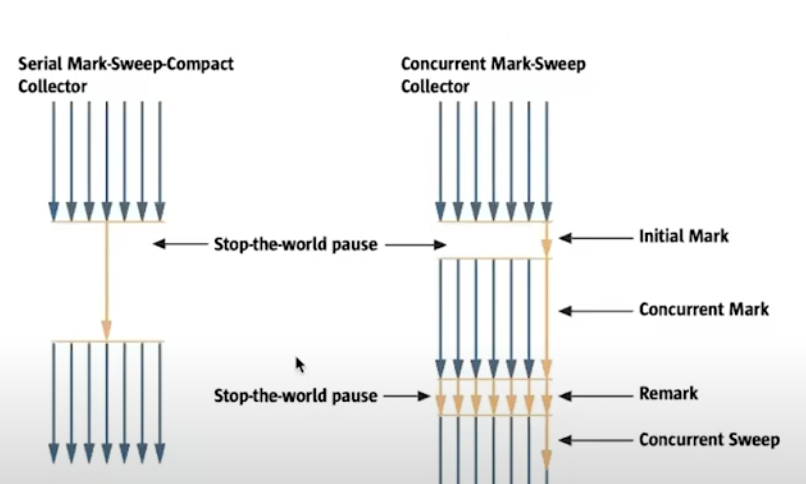 Serial Mark-Sweep-Compact
Collector
Concurrent Mark-Sweep
Collector
Stop-the-world pause
Initial Mark
Concurrent Mark
Stop-the-world pause
Remark
Concurrent Sweep